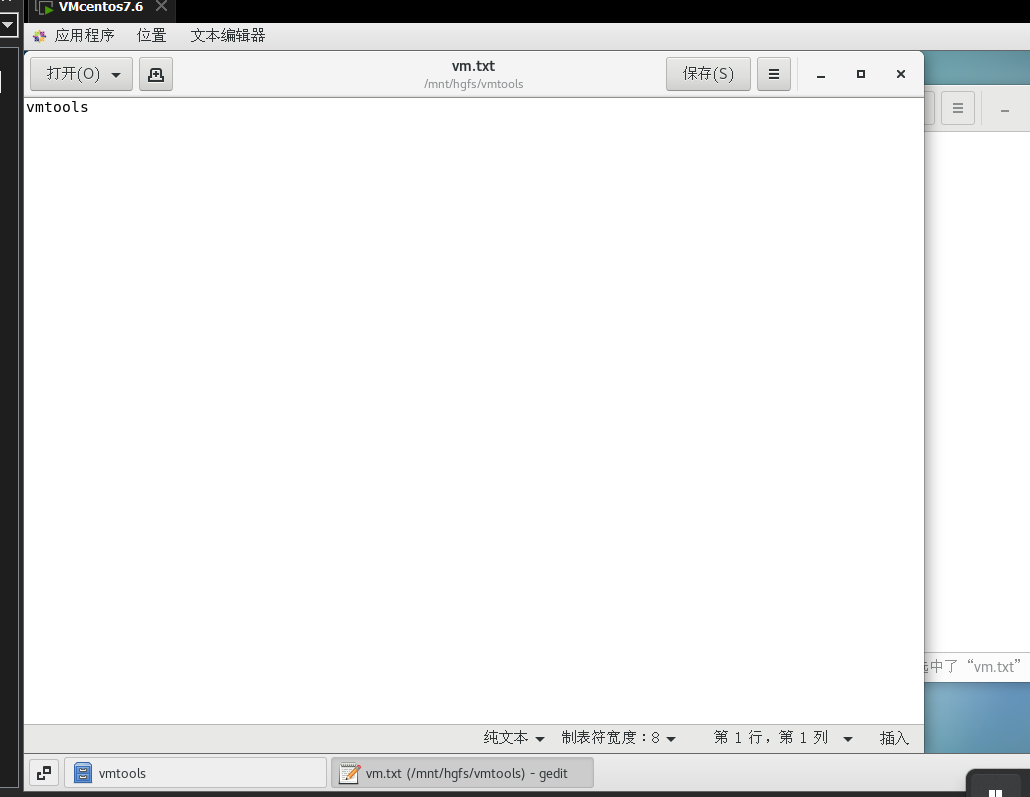 VMcentos7.6
应用程序 位置 文本编辑器
打开(O)
vm.txt
/mnt/hgfs/vmtools
保存(S)
vmtools
选中了“vm.txt”
纯文本 制表符宽度：8 第 1 行，第 1 列 插入
vmtools
vm.txt (/mnt/hgfs/vmtools) - gedit